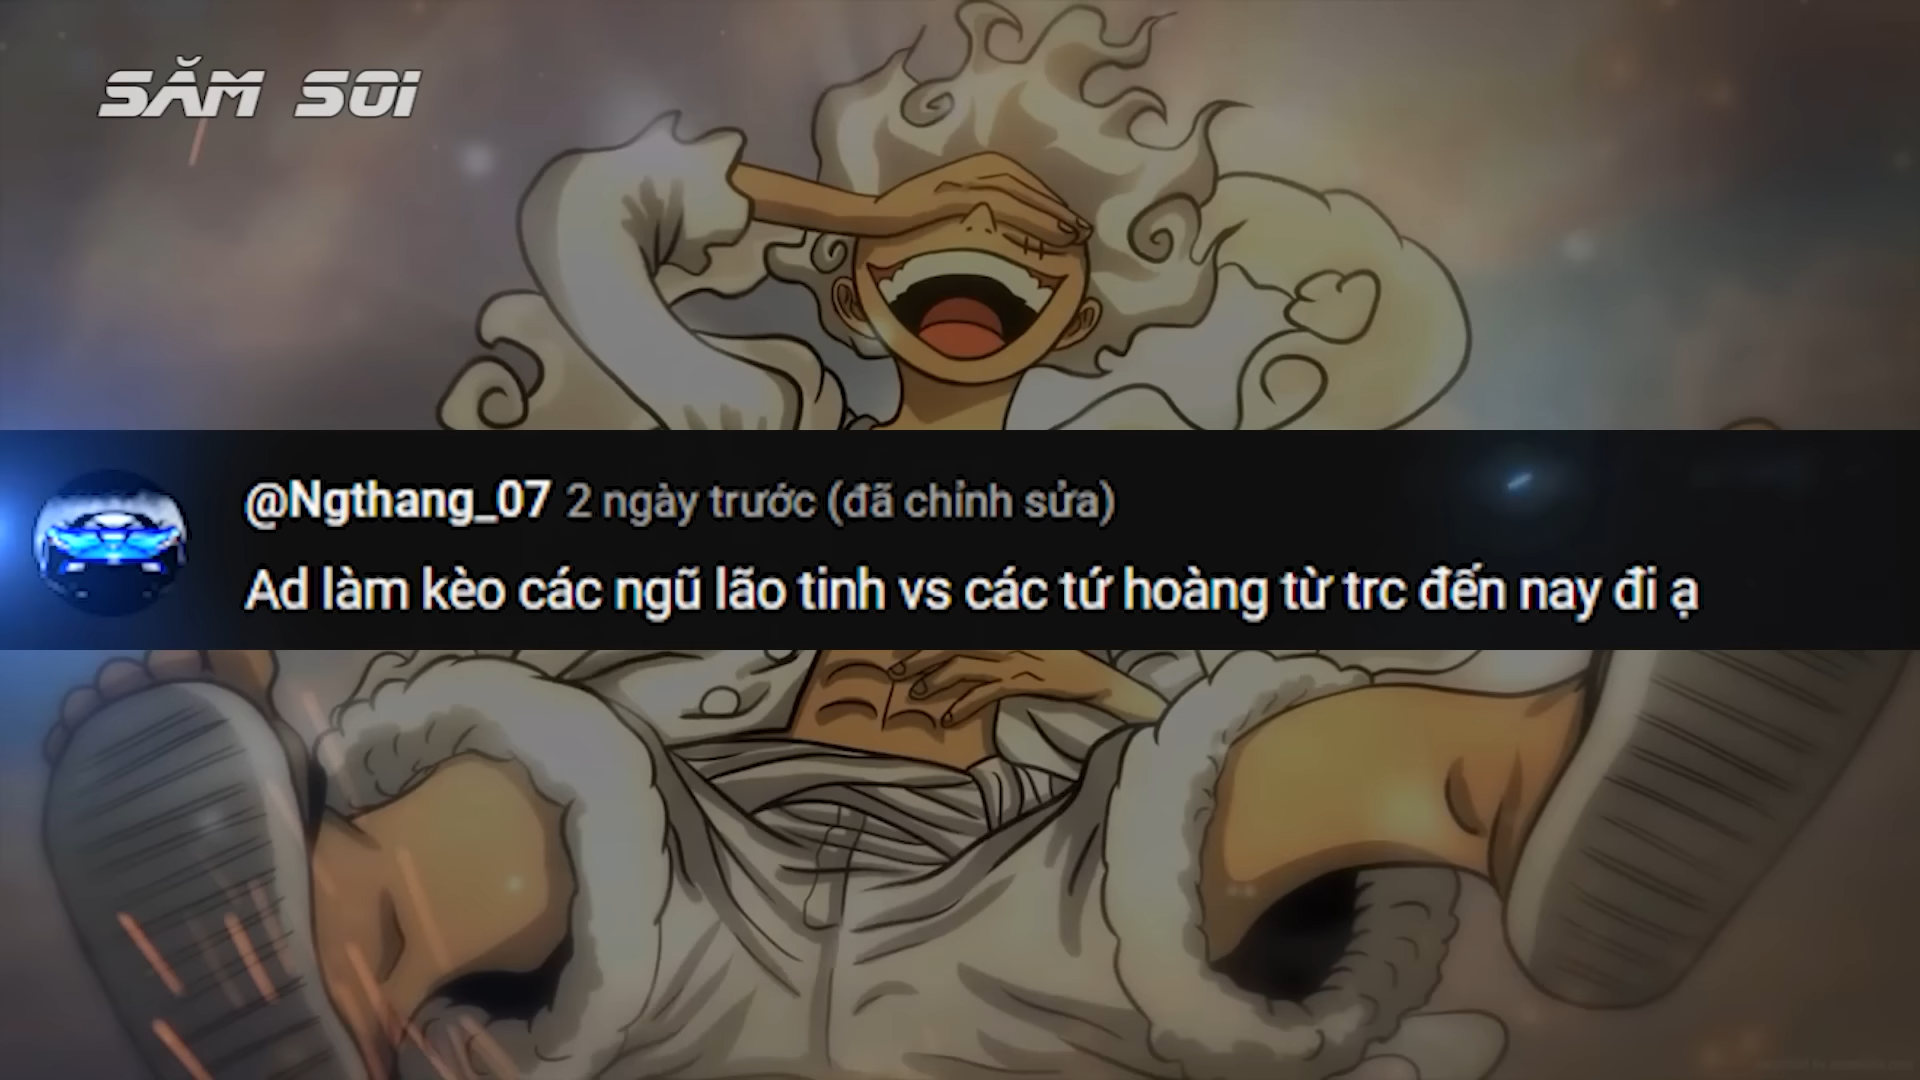 SĂM SOI
@Ngthang_07 2 ngày trước (đã chỉnh sửa)
Ad làm kèo các ngũ lão tinh vs các tứ hoàng từ trc đến nay đi ạ